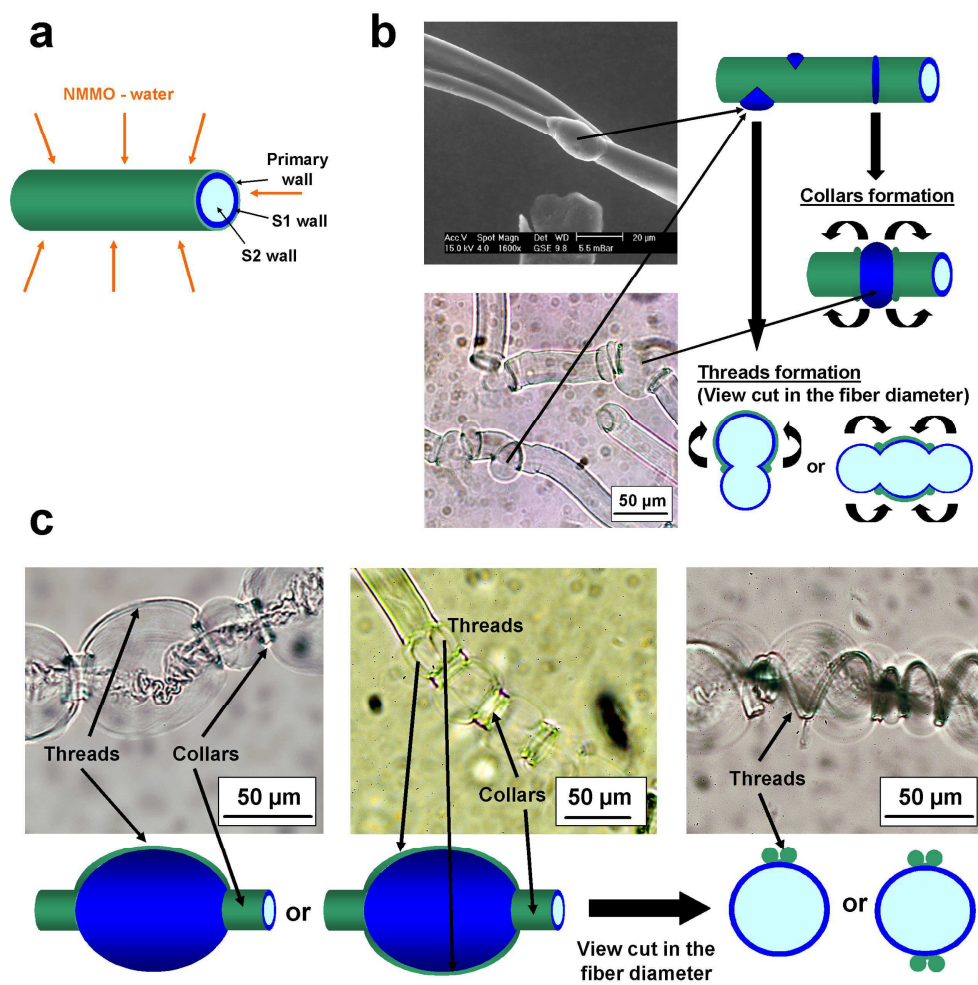 a
NMMO - water
Primary
wall
S1 wall
S2 wall
b
Acc.V Spot Magn Det WD 20 µm
15.0 kV 4.0 1600x GSE 9.8 5.5 mBar
50 µm
Collars formation
Threads formation
(View cut in the fiber diameter)
or
c
Threads
Collars
50 µm
Threads
Collars
50 µm
Threads
50 µm
or
View cut in the
fiber diameter
or